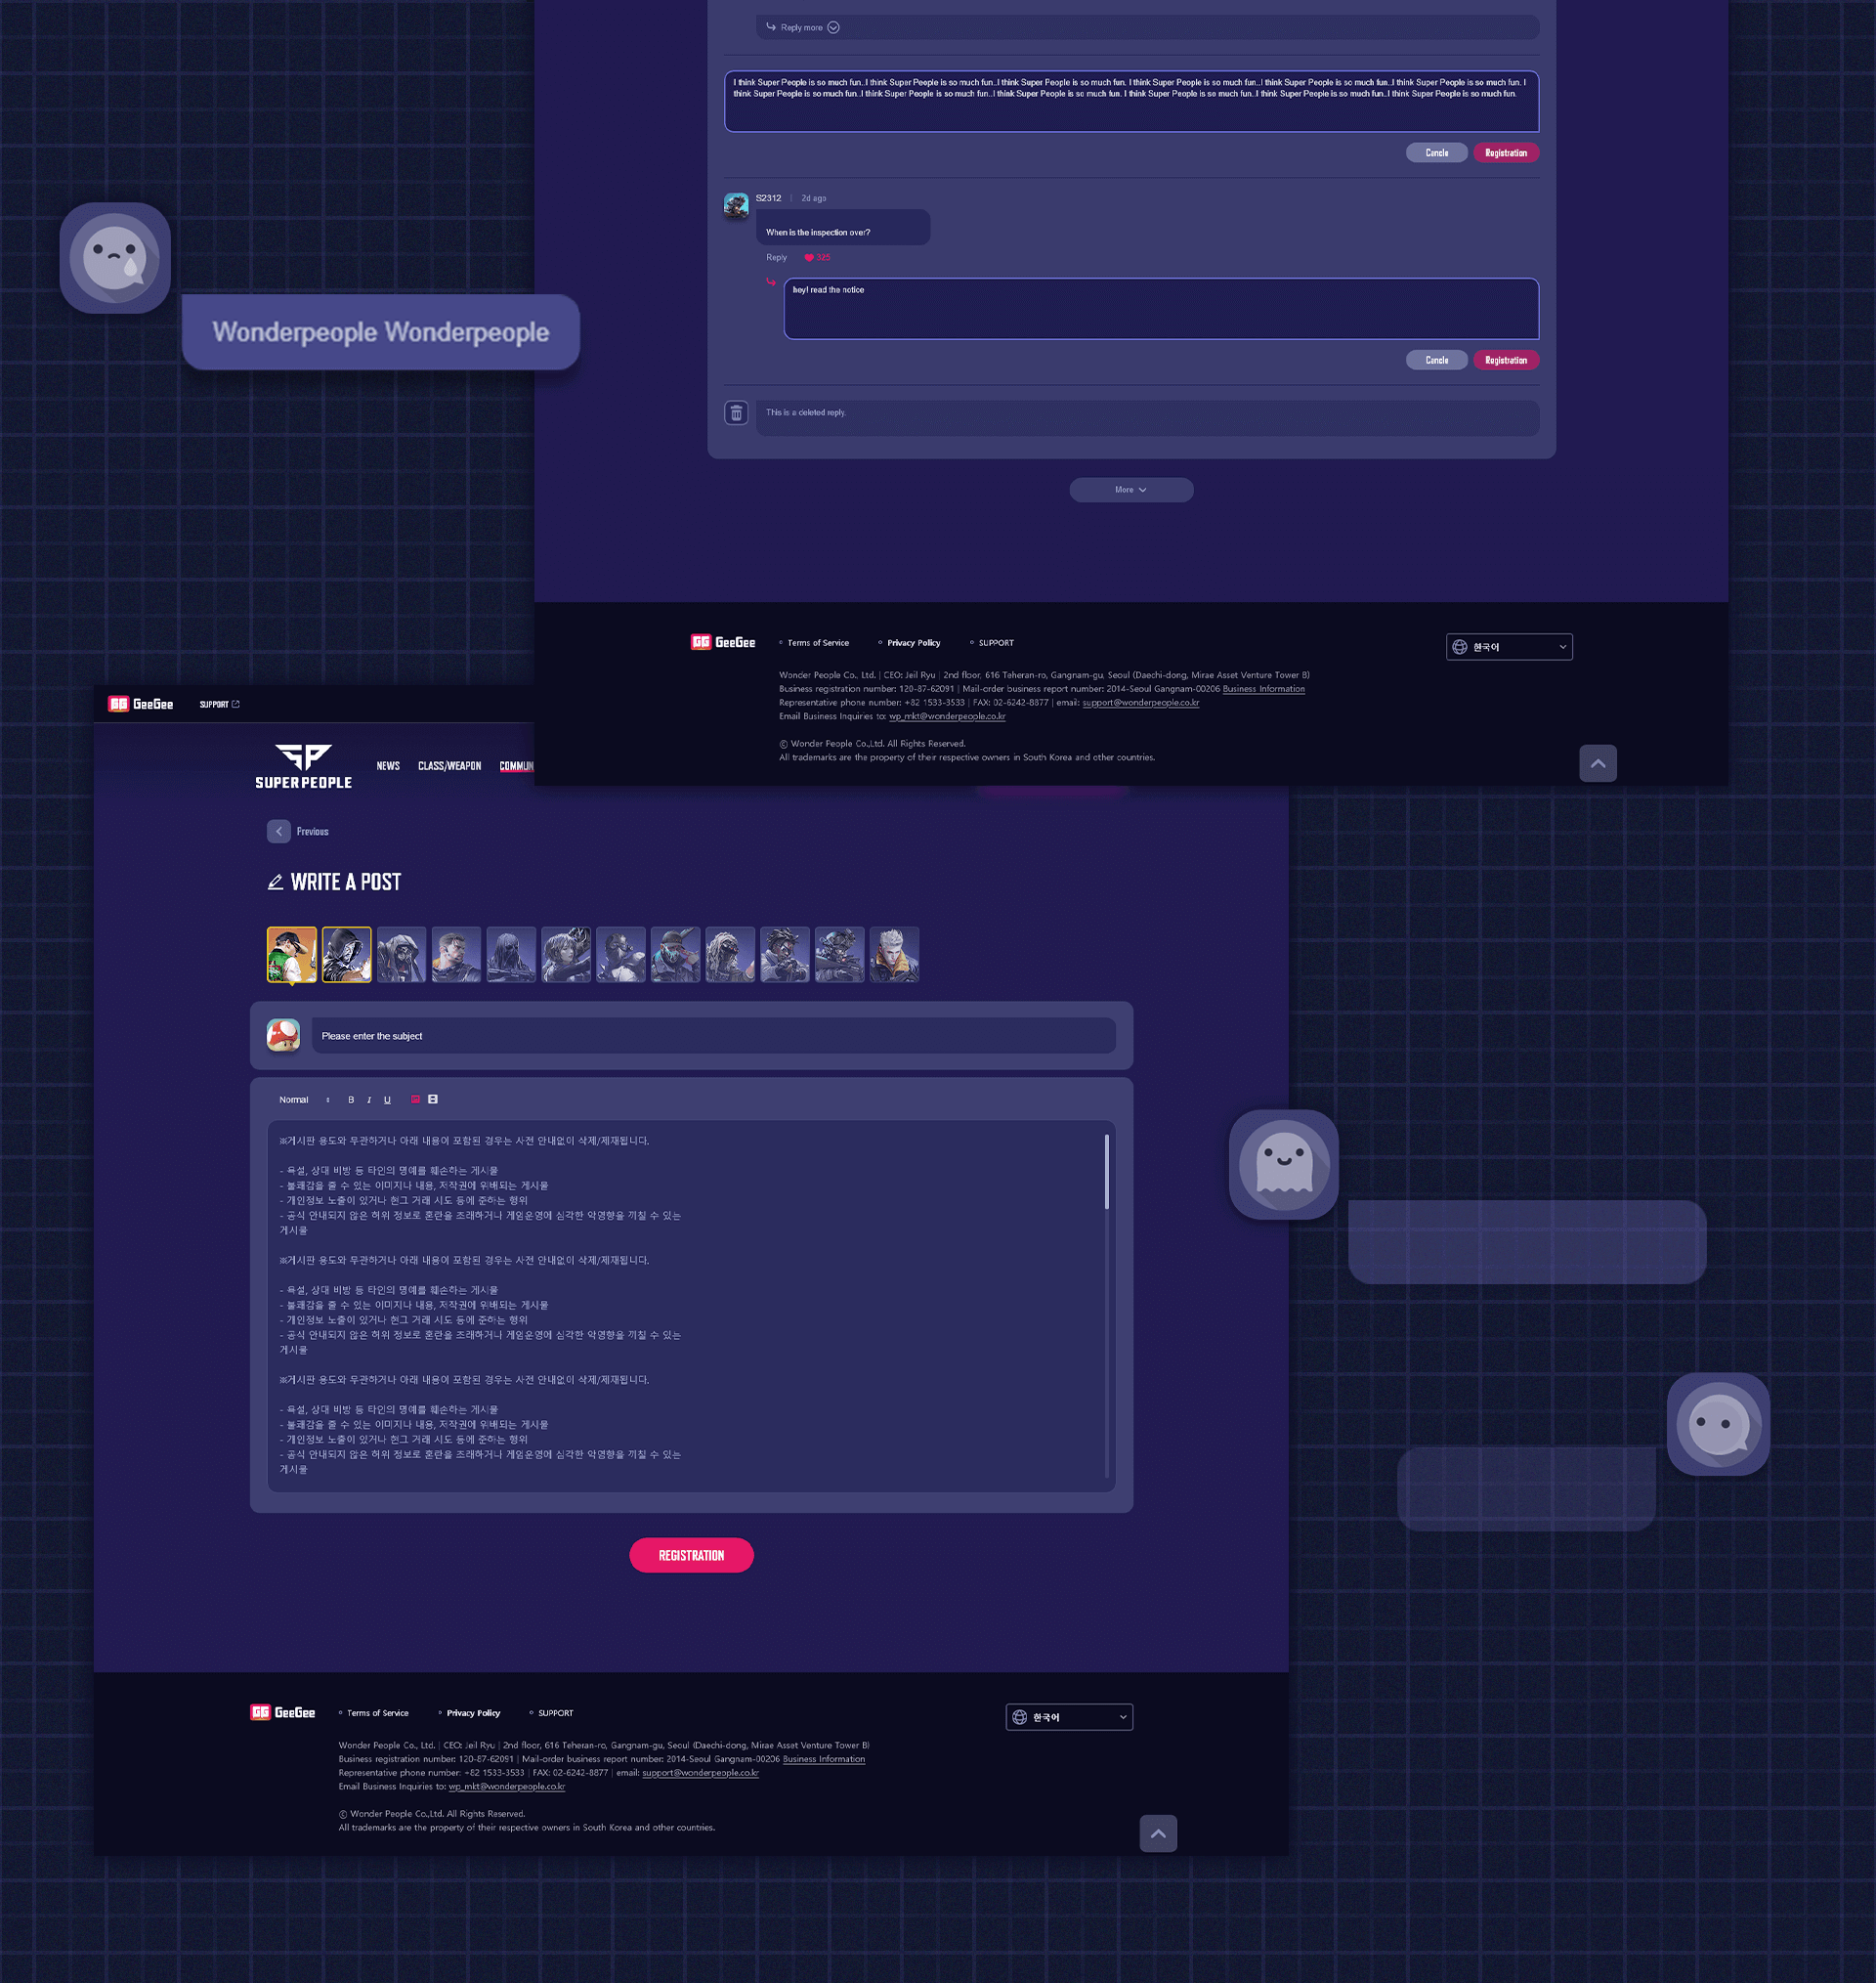 Reply more
I think Super People is so much fun..I think Super People is so much fun..I think Super People is so much fun. I think Super People is so much fun..I think Super People is so much fun..I think Super People is so much fun. I
think Super People is so much fun..I think Super People is so much fun..I think Super People is so much fun. I think Super People is so much fun..I think Super People is so much fun..I think Super People is so much fun.
Cancle Registration
S2312 | 2d ago
When is the inspection over?
Reply 325
hey! read the notice
Cancle Registration
This is a deleted reply.
More
Wonderpeople Wonderpeople
GG GeeGee Terms of Service Privacy Policy SUPPORT 한국어
Wonder People Co., Ltd. | CEO: Jeil Ryu | 2nd floor, 616 Teheran-ro, Gangnam-gu, Seoul (Daechi-dong, Mirae Asset Venture Tower B)
Business registration number: 120-87-62091 | Mail-order business report number: 2014-Seoul Gangnam-00206 Business Information
Representative phone number: +82 1533-3533 | FAX: 02-6242-8877 | email: support@wonderpeople.co.kr
Email Business Inquiries to: wp_mkt@wonderpeople.co.kr
© Wonder People Co.,Ltd. All Rights Reserved.
All trademarks are the property of their respective owners in South Korea and other countries.
GG GeeGee SUPPORT
SP
SUPER PEOPLE
NEWS CLASS/WEAPON COMMUN
Previous
WRITE A POST
Please enter the subject
Normal B I U
※게시판 용도와 무관하거나 아래 내용이 포함된 경우는 사전 안내없이 삭제/제재됩니다.
- 욕설, 상대 비방 등 타인의 명예를 훼손하는 게시물
- 불쾌감을 줄 수 있는 이미지나 내용, 저작권에 위배되는 게시물
- 개인정보 노출이 있거나 현그 거래 시도 등에 준하는 행위
- 공식 안내되지 않은 허위 정보로 혼란을 조래하거나 게임운영에 심각한 악영향을 끼칠 수 있는
게시물
※게시판 용도와 무관하거나 아래 내용이 포함된 경우는 사전 안내없이 삭제/제재됩니다.
- 욕설, 상대 비방 등 타인의 명예를 훼손하는 게시물
- 불쾌감을 줄 수 있는 이미지나 내용, 저작권에 위배되는 게시물
- 개인정보 노출이 있거나 현그 거래 시도 등에 준하는 행위
- 공식 안내되지 않은 허위 정보로 혼란을 조래하거나 게임운영에 심각한 악영향을 끼칠 수 있는
게시물
※게시판 용도와 무관하거나 아래 내용이 포함된 경우는 사전 안내없이 삭제/제재됩니다.
- 욕설, 상대 비방 등 타인의 명예를 훼손하는 게시물
- 불쾌감을 줄 수 있는 이미지나 내용, 저작권에 위배되는 게시물
- 개인정보 노출이 있거나 현그 거래 시도 등에 준하는 행위
- 공식 안내되지 않은 허위 정보로 혼란을 조래하거나 게임운영에 심각한 악영향을 끼칠 수 있는
게시물
REGISTRATION
GG GeeGee Terms of Service Privacy Policy SUPPORT 한국어
Wonder People Co., Ltd. | CEO: Jeil Ryu | 2nd floor, 616 Teheran-ro, Gangnam-gu, Seoul (Daechi-dong, Mirae Asset Venture Tower B)
Business registration number: 120-87-62091 | Mail-order business report number: 2014-Seoul Gangnam-00206 Business Information
Representative phone number: +82 1533-3533 | FAX: 02-6242-8877 | email: support@wonderpeople.co.kr
Email Business Inquiries to: wp_mkt@wonderpeople.co.kr
© Wonder People Co.,Ltd. All Rights Reserved.
All trademarks are the property of their respective owners in South Korea and other countries.